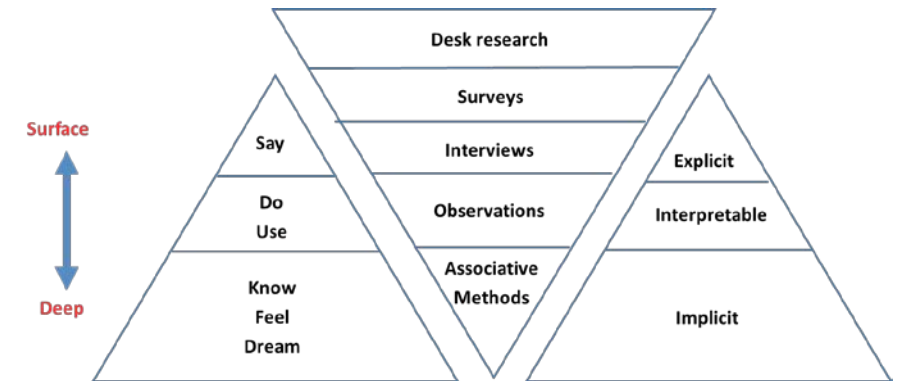 Desk research
Surveys
Surface
Say
Interviews
Explicit
Do
Use
Observations
Interpretable
Associative
Methods
Deep
Know
Feel
Dream
Implicit